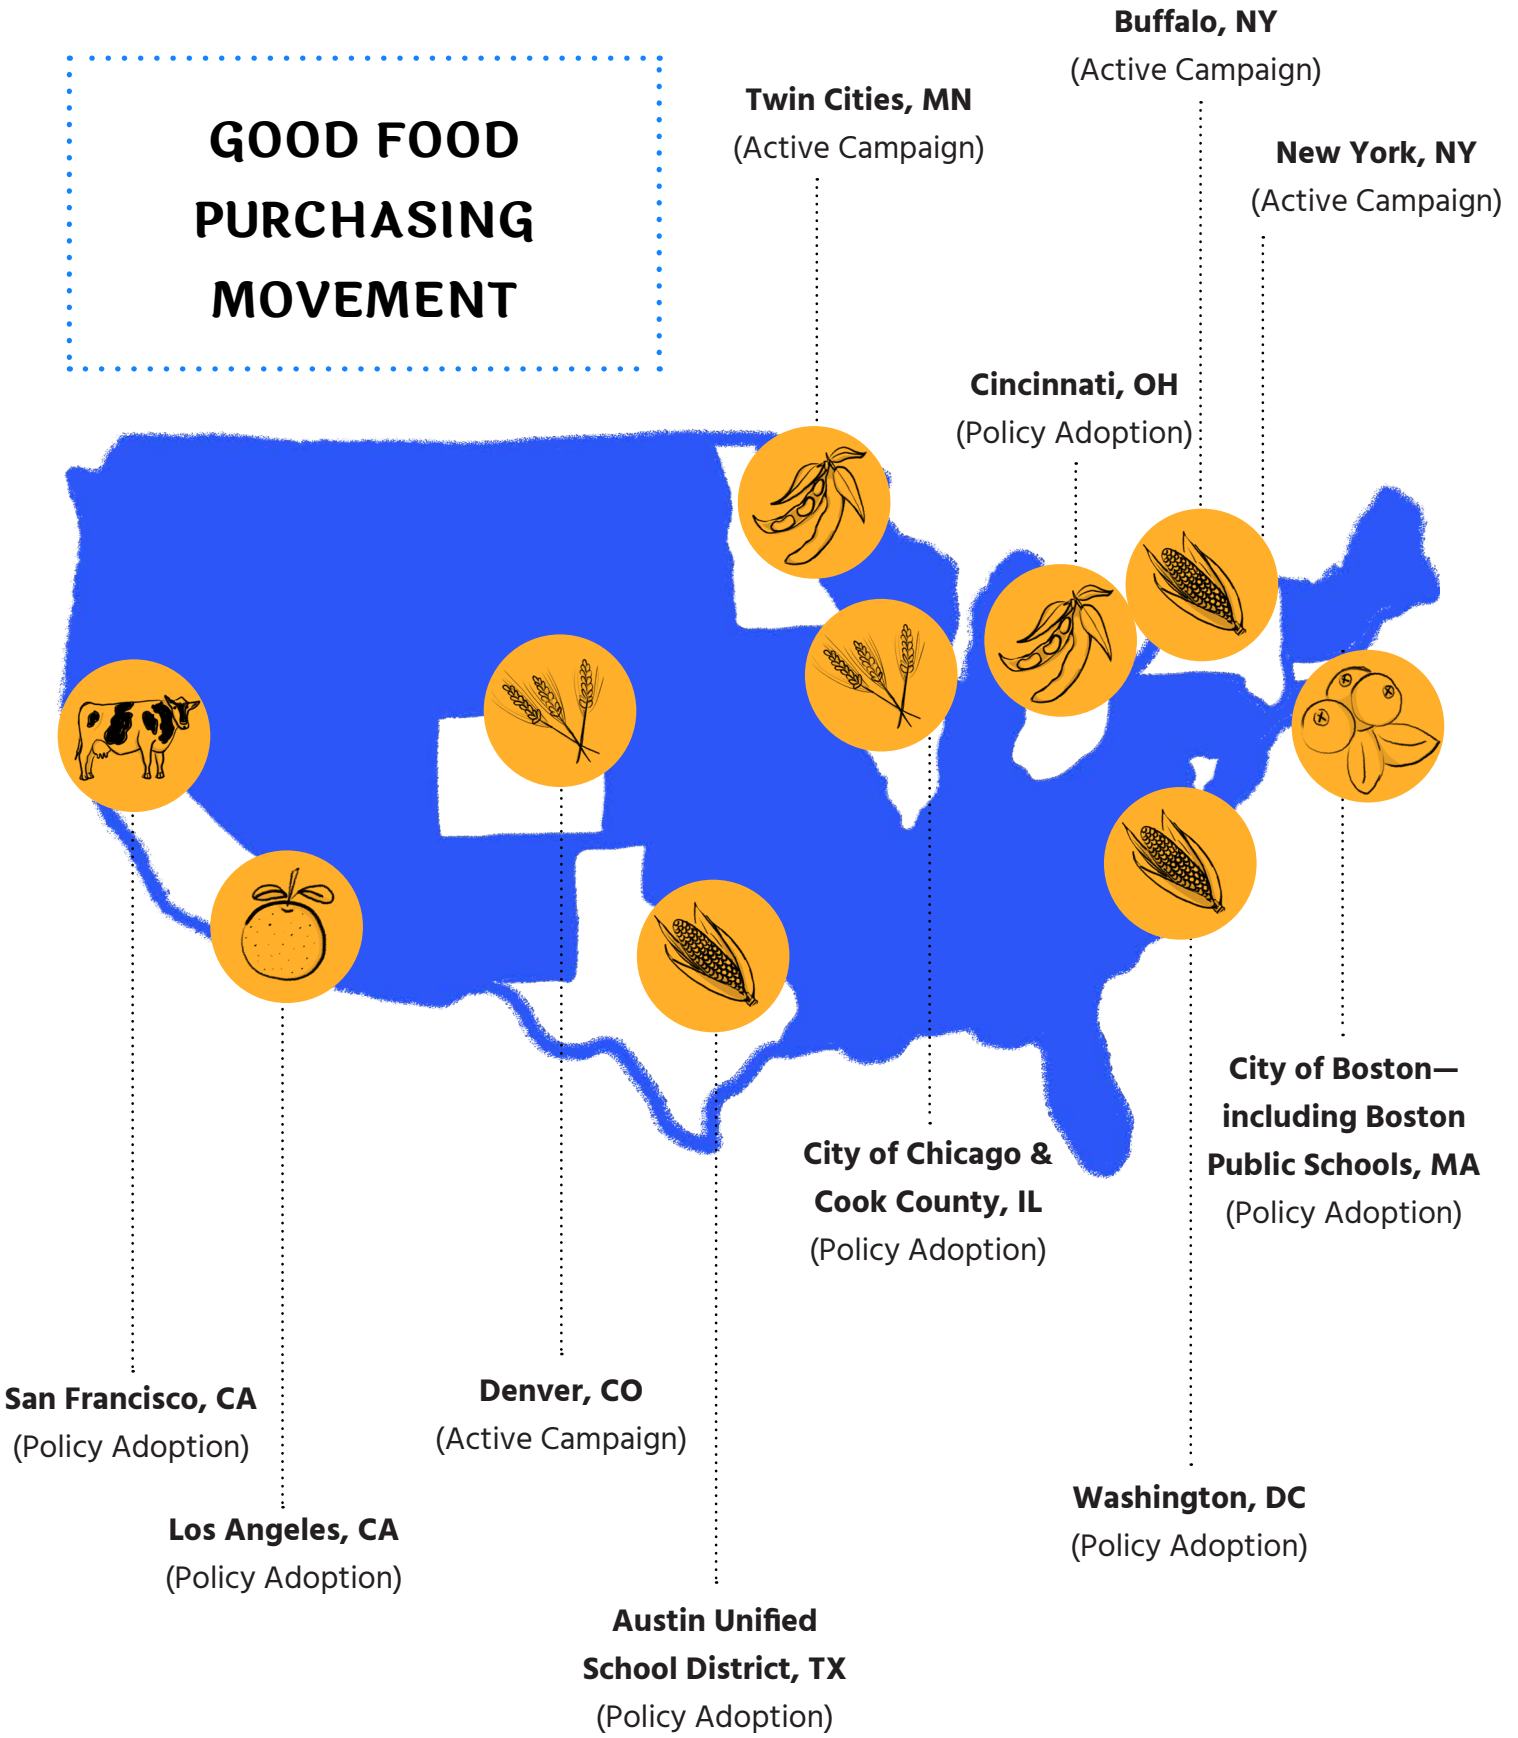 GOOD FOOD
PURCHASING
MOVEMENT
Buffalo, NY
(Active Campaign)
Twin Cities, MN
(Active Campaign)
New York, NY
(Active Campaign)
Cincinnati, OH
(Policy Adoption)
City of Boston—
including Boston
Public Schools, MA
(Policy Adoption)
City of Chicago &
Cook County, IL
(Policy Adoption)
San Francisco, CA
(Policy Adoption)
Denver, CO
(Active Campaign)
Los Angeles, CA
(Policy Adoption)
Washington, DC
(Policy Adoption)
Austin Unified
School District, TX
(Policy Adoption)